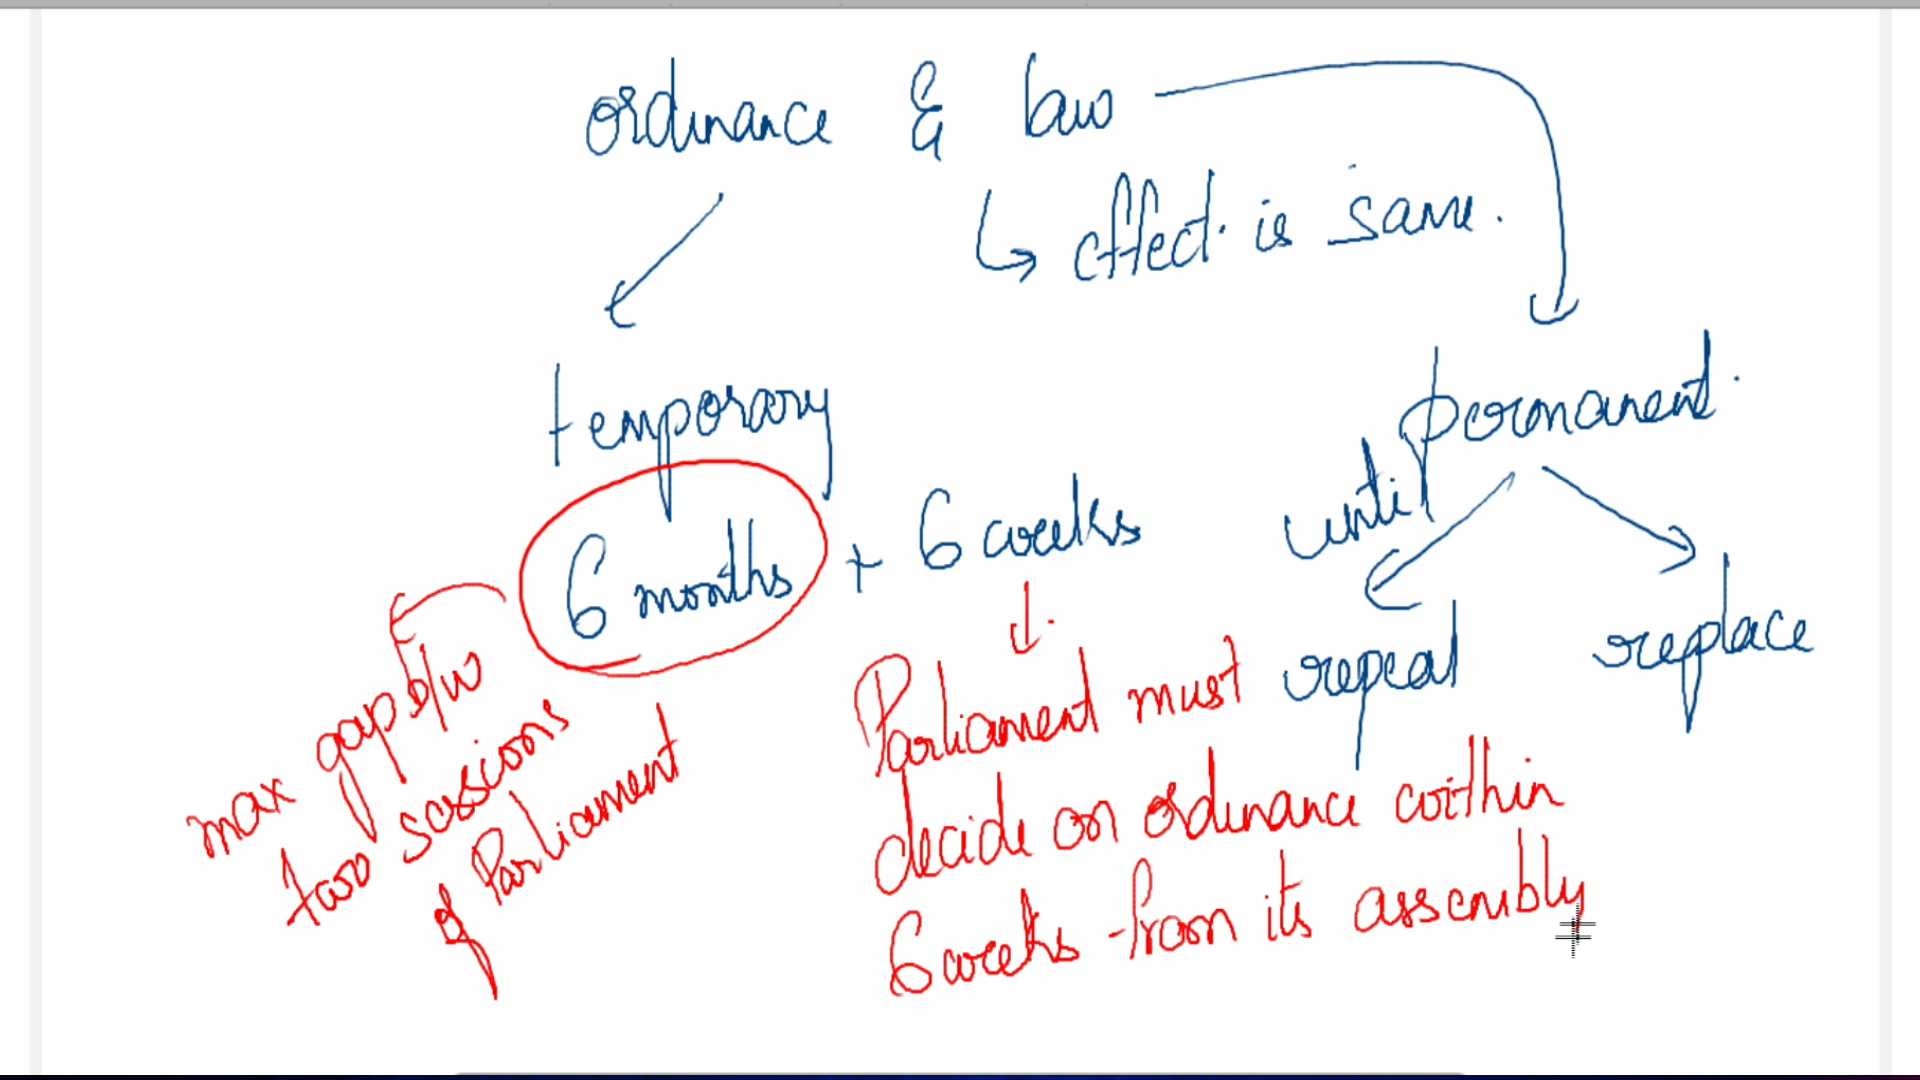 ordinance & law
effect is same.
temporary
permanent.
6 months + 6 weeks
until
repeal
replace
max gap b/w
two sessions
of Parliament
Parliament must
decide on ordinance within
6 weeks from its assembly